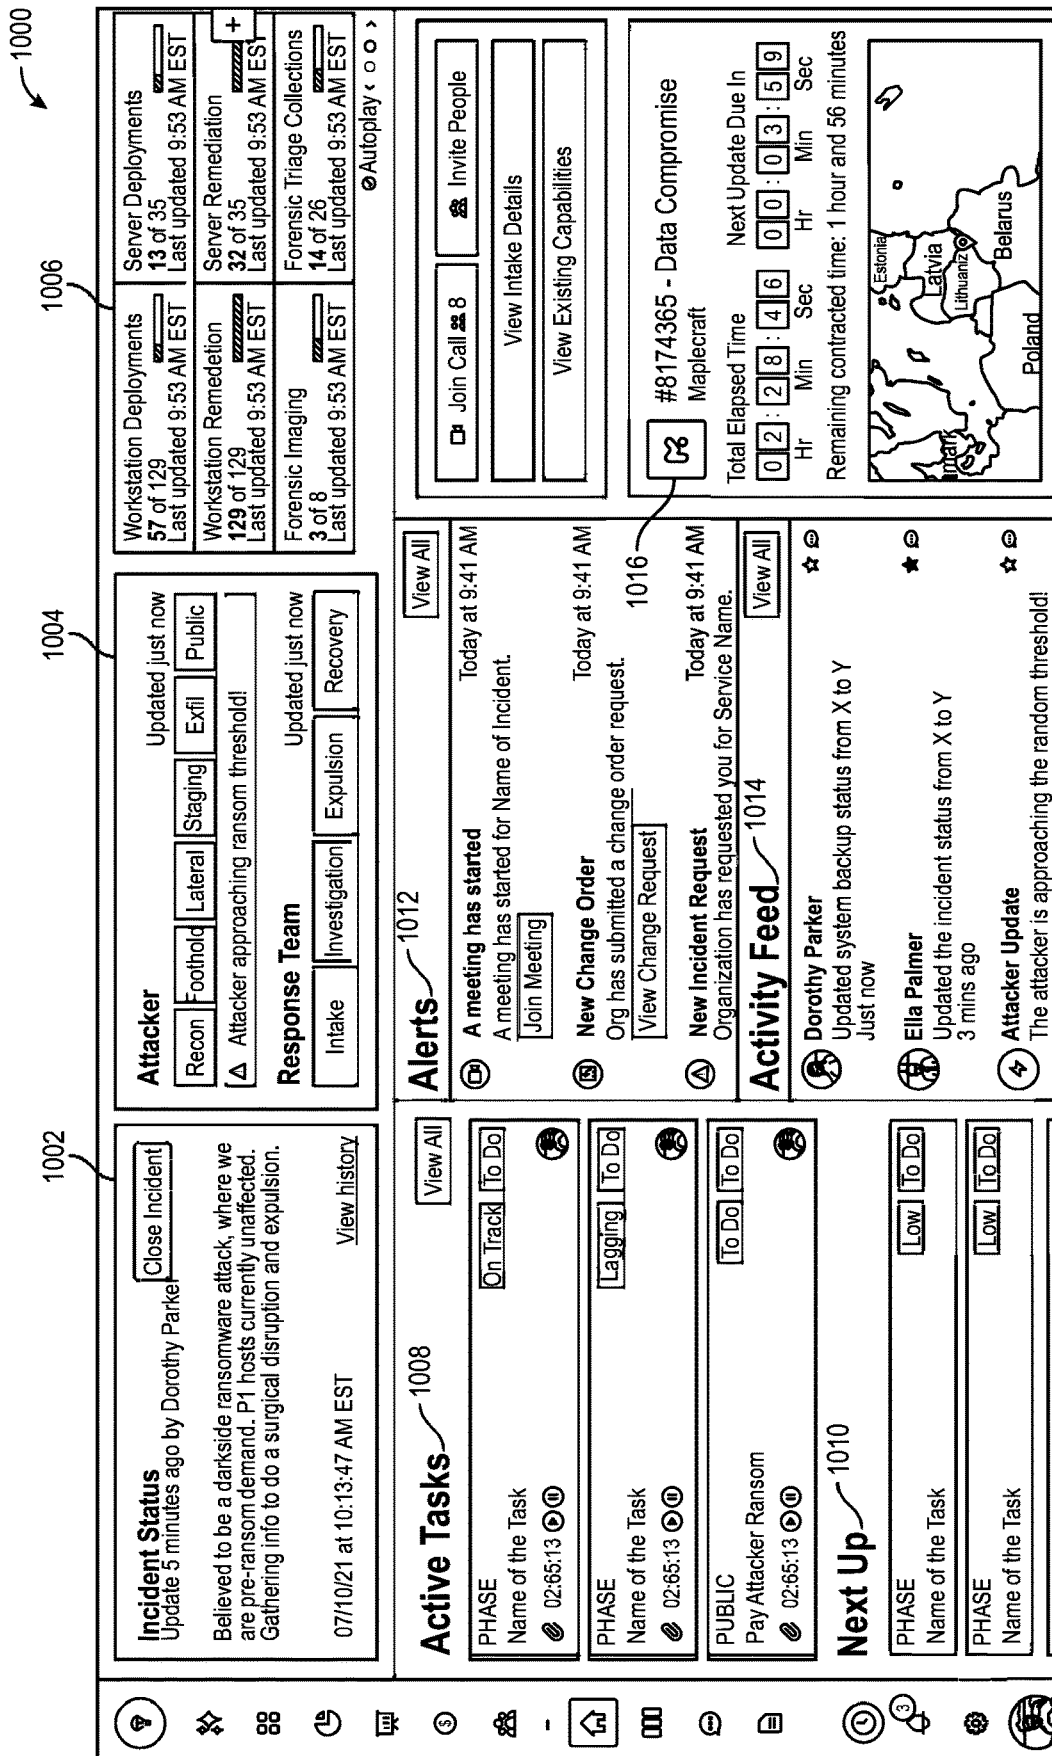 1000
1002
1004
1006
Incident Status
Close Incident
Update 5 minutes ago by Dorothy Parker
Believed to be a darkside ransomware attack, where we
are pre-ransom demand. P1 hosts currently unaffected.
Gathering info to do a surgical disruption and expulsion.
07/10/21 at 10:13:47 AM EST
View history
Attacker
Updated just now
Recon Foothold Lateral Staging Exfil Public
Attacker approaching ransom threshold!
Response Team
Updated just now
Intake Investigation Expulsion Recovery
Workstation Deployments
57 of 129
Last updated 9:53 AM EST
Server Deployments
13 of 35
Last updated 9:53 AM EST
Workstation Remedetion
129 of 129
Last updated 9:53 AM EST
Server Remediation
32 of 35
Last updated 9:53 AM EST
+
Forensic Imaging
3 of 8
Last updated 9:53 AM EST
Forensic Triage Collections
14 of 26
Last updated 9:53 AM EST
Autoplay < >
Active Tasks 1008
View All
PHASE
On Track To Do
Name of the Task
02:65:13
PHASE
Lagging To Do
Name of the Task
02:65:13
PUBLIC
To Do To Do
Pay Attacker Ransom
02:65:13
Next Up 1010
PHASE
Low To Do
Name of the Task
PHASE
Low To Do
Name of the Task
Alerts 1012
View All
A meeting has started
Today at 9:41 AM
A meeting has started for Name of Incident.
Join Meeting
New Change Order
Today at 9:41 AM
Org has submitted a change order request.
View Change Request
New Incident Request
Today at 9:41 AM
Organization has requested you for Service Name.
Activity Feed 1014
View All
Dorothy Parker
Updated system backup status from X to Y
Just now
Ella Palmer
Updated the incident status from X to Y
3 mins ago
Attacker Update
The attacker is approaching the random threshold!
Join Call 8
Invite People
View Intake Details
View Existing Capabilities
1016
#8174365 - Data Compromise
Maplecraft
Total Elapsed Time
02:28:46
Hr Min Sec
Next Update Due In
00:03:59
Hr Min Sec
Remaining contracted time: 1 hour and 56 minutes
Estonia
Latvia
Lithuaniz
Belarus
Poland
mark
$
3